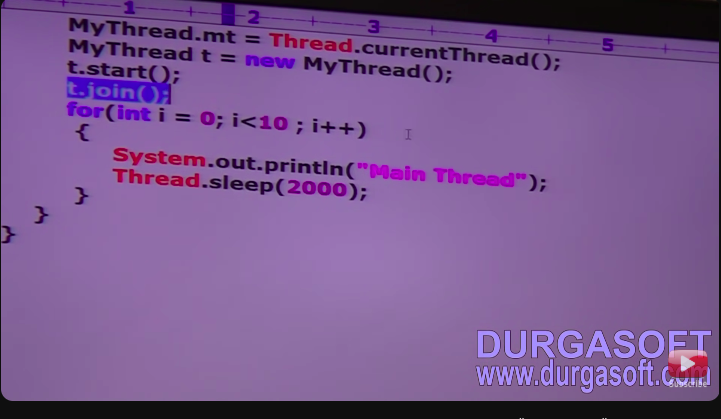 1 2 3 4 5
MyThread.mt = Thread.currentThread();
MyThread t = new MyThread();
t.start();
t.join();
for(int i = 0; i<10 ; i++)
{
System.out.println("Main Thread");
Thread.sleep(2000);
}
}
}
DURGASOFT
www.durgasoft.com
Subscribe